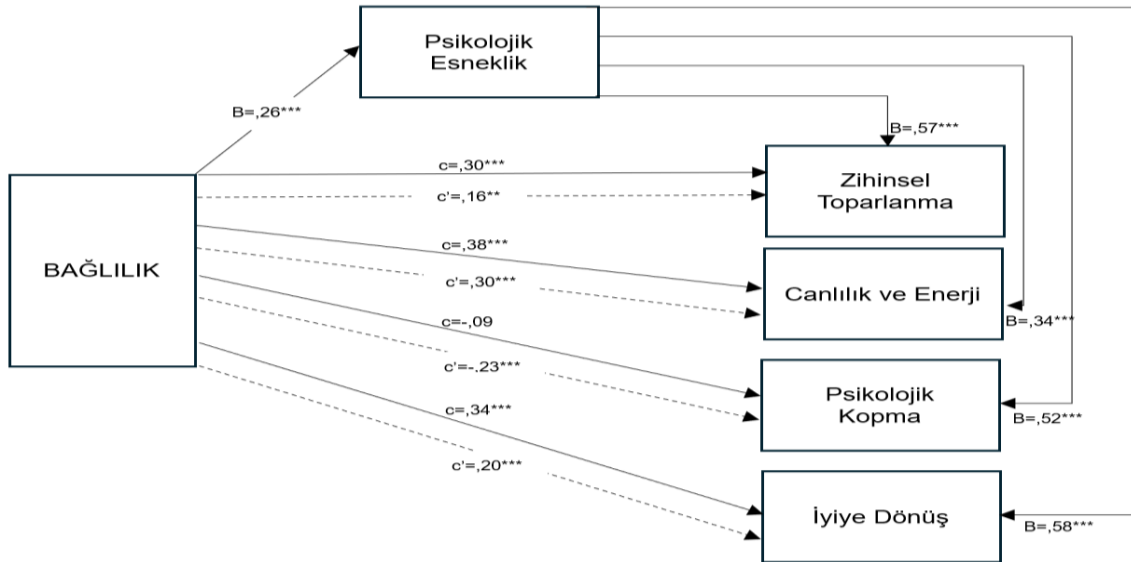 Psikolojik
Esneklik
B=,26***
B=,57***
c=,30***
Zihinsel
Toparlanma
c'=,16**
c=,38***
BAĞLILIK
c'=,30***
Canlılık ve Enerji
c=-,09
B=,34***
c'=-.23***
Psikolojik
Kopma
c=,34***
B=,52***
c'=,20***
İyiye Dönüş
B=,58***